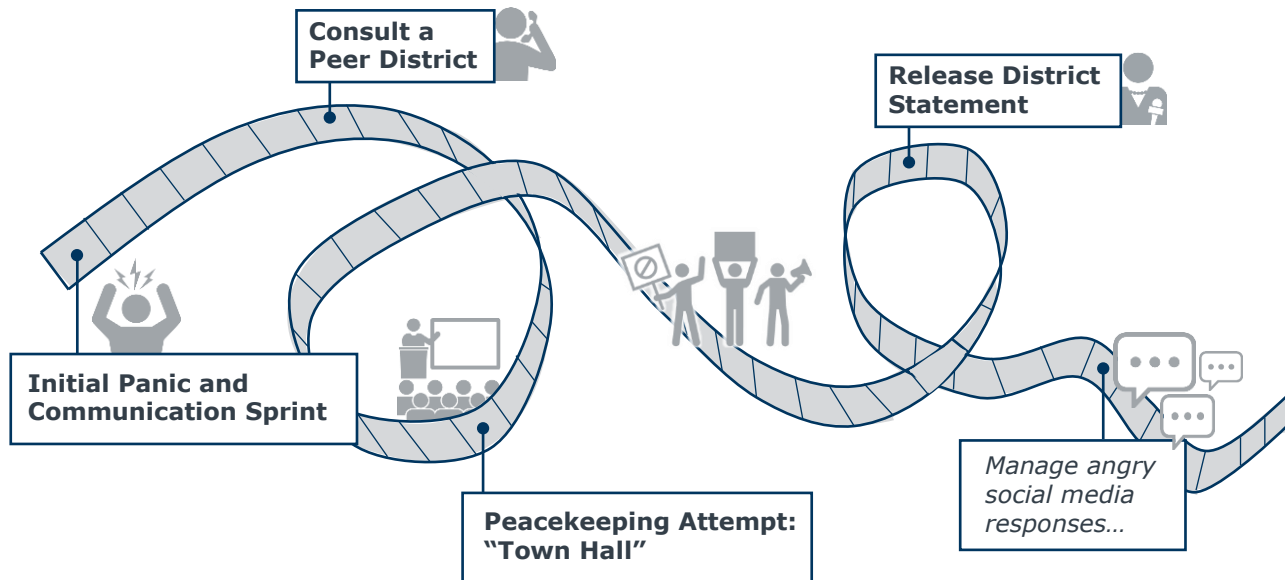 Consult a
Peer District
Release District
Statement
Initial Panic and
Communication Sprint
Peacekeeping Attempt:
“Town Hall”
Manage angry
social media
responses…